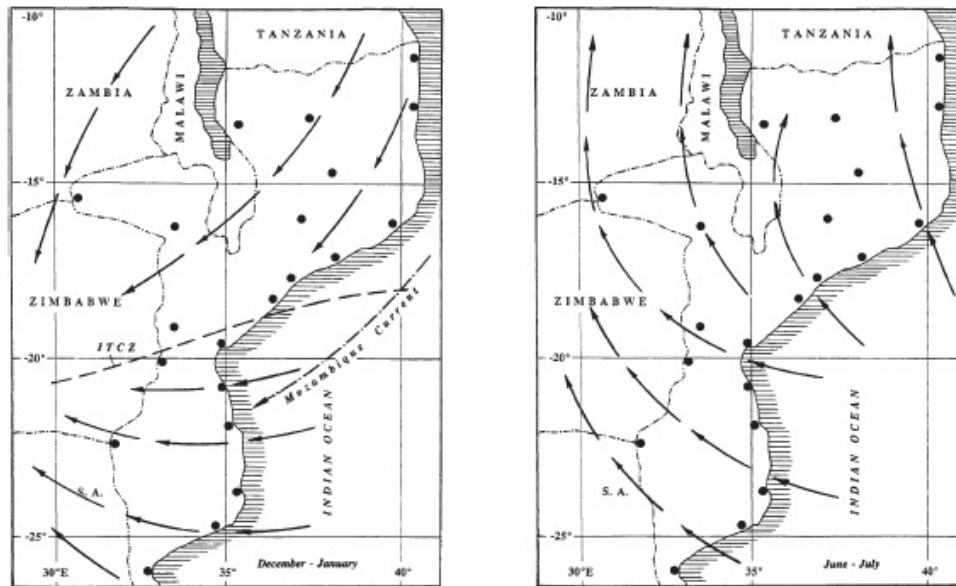 -10°
TANZANIA
ZAMBIA
MALAWI
-15°
ZIMBABWE
ITCZ
Mozambique Current
-20°
INDIAN OCEAN
S. A.
-25°
30°E
35°
40°
December - January
-10°
TANZANIA
ZAMBIA
MALAWI
-15°
ZIMBABWE
-20°
INDIAN OCEAN
S. A.
-25°
30°E
35°
40°
June - July